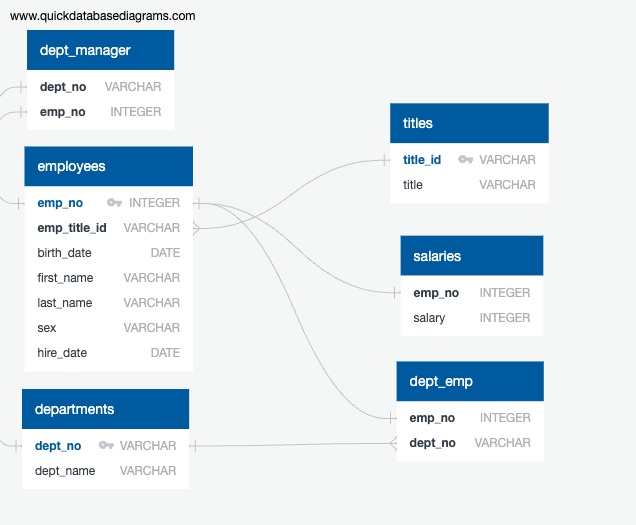 www.quickdatabasediagrams.com
dept_manager
dept_no VARCHAR
emp_no INTEGER
employees
emp_no INTEGER
emp_title_id VARCHAR
birth_date DATE
first_name VARCHAR
last_name VARCHAR
sex VARCHAR
hire_date DATE
departments
dept_no VARCHAR
dept_name VARCHAR
titles
title_id VARCHAR
title VARCHAR
salaries
emp_no INTEGER
salary INTEGER
dept_emp
emp_no INTEGER
dept_no VARCHAR